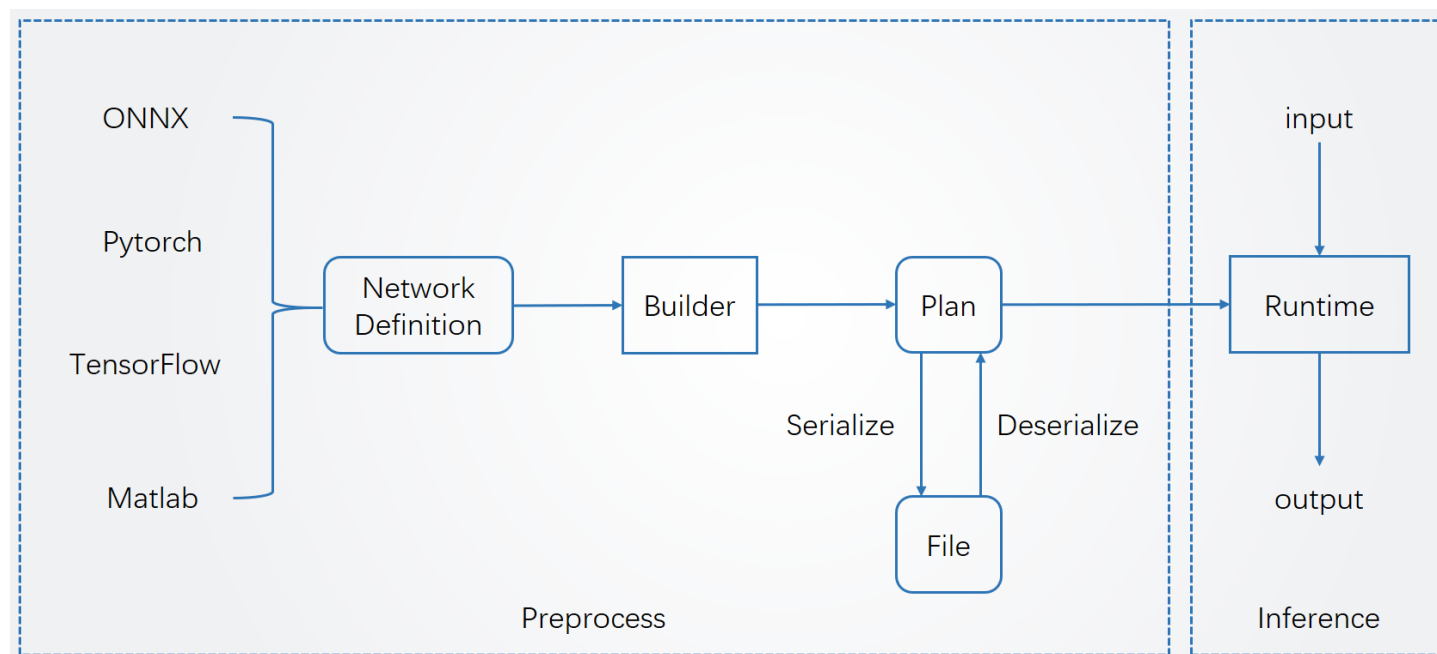 ONNX
Pytorch
TensorFlow
Matlab
Network
Definition
Builder
Plan
Serialize
Deserialize
File
Preprocess
input
Runtime
output
Inference